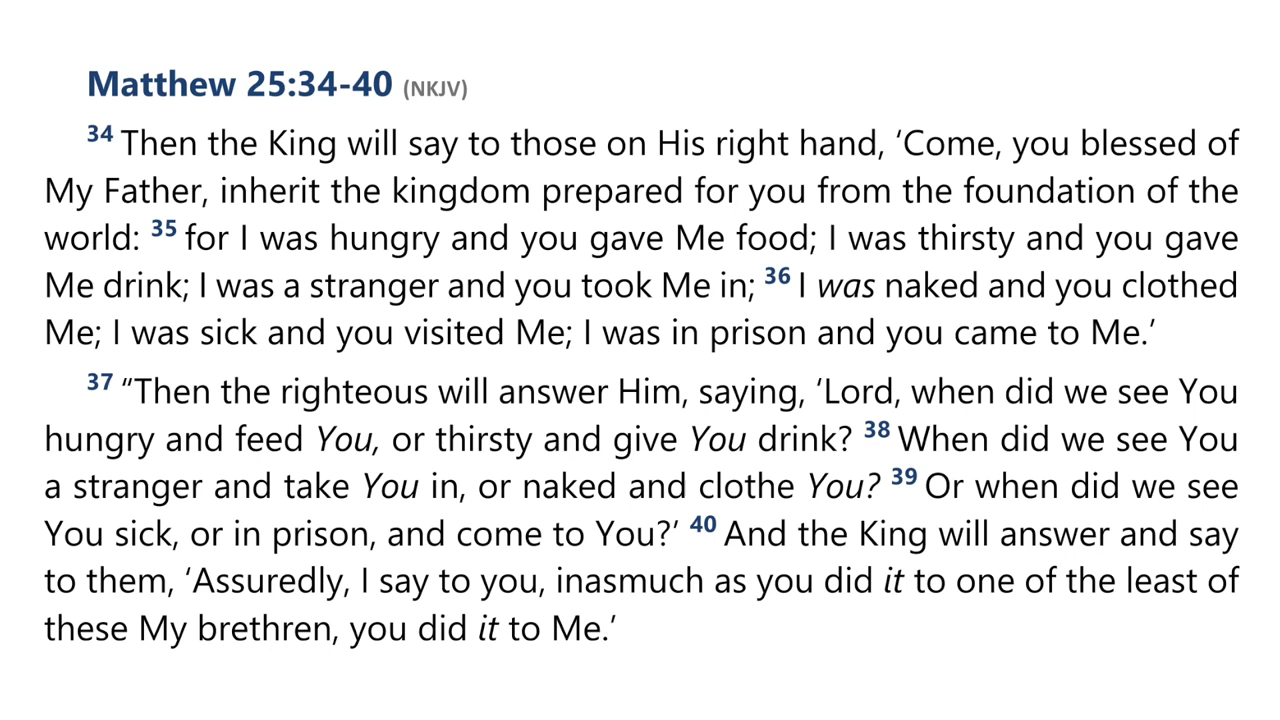 Matthew 25:34-40 (NKJV)
34 Then the King will say to those on His right hand, ‘Come, you blessed of
My Father, inherit the kingdom prepared for you from the foundation of the
world: 35 for I was hungry and you gave Me food; I was thirsty and you gave
Me drink; I was a stranger and you took Me in; 36 I was naked and you clothed
Me; I was sick and you visited Me; I was in prison and you came to Me.’
37 “Then the righteous will answer Him, saying, ‘Lord, when did we see You
hungry and feed You, or thirsty and give You drink? 38 When did we see You
a stranger and take You in, or naked and clothe You? 39 Or when did we see
You sick, or in prison, and come to You?’ 40 And the King will answer and say
to them, ‘Assuredly, I say to you, inasmuch as you did it to one of the least of
these My brethren, you did it to Me.’